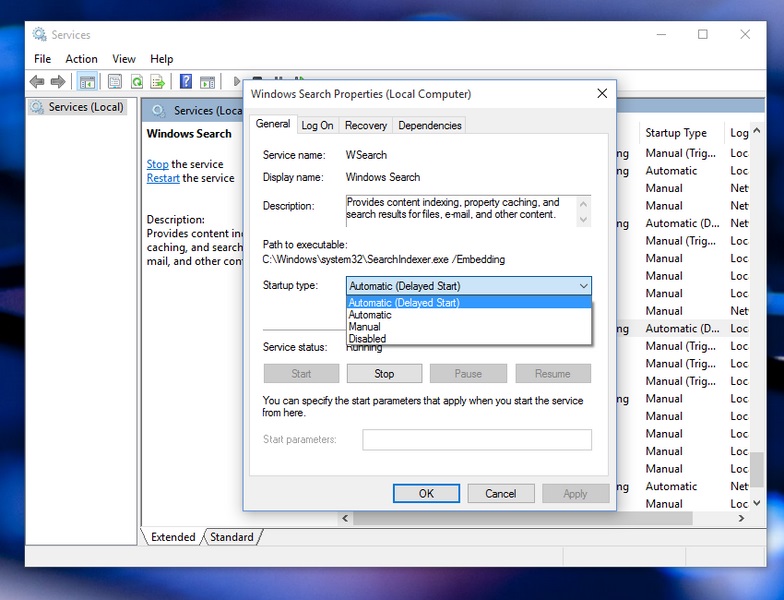 Services
File Action View Help
Services (Local)
Services (Loca
Windows Search
Stop the service
Restart the service
Description:
Provides content in
caching, and search
mail, and other con
Windows Search Properties (Local Computer)
General Log On Recovery Dependencies
Service name: WSearch
Display name: Windows Search
Description: Provides content indexing, property caching, and
search results for files, e-mail, and other content.
Path to executable:
C:\Windows\system32\SearchIndexer.exe /Embedding
Startup type: Automatic (Delayed Start)
Automatic (Delayed Start)
Automatic
Manual
Disabled
Service status: Running
Start Stop Pause Resume
You can specify the start parameters that apply when you start the service
from here.
Start parameters:
OK Cancel Apply
Startup Type Log
ng Manual (Trig... Loc
ng Automatic Loc
Manual Net
Manual Loc
ng Automatic (D... Loc
Manual (Trig... Loc
ng Manual Loc
Manual Loc
Manual Loc
Manual Net
ng Automatic (D... Loc
Manual (Trig... Loc
Manual (Trig... Loc
Manual (Trig... Loc
ng Manual Loc
Manual Loc
Manual Loc
Manual Loc
Manual Loc
ng Automatic Net
Manual Loc
Extended Standard